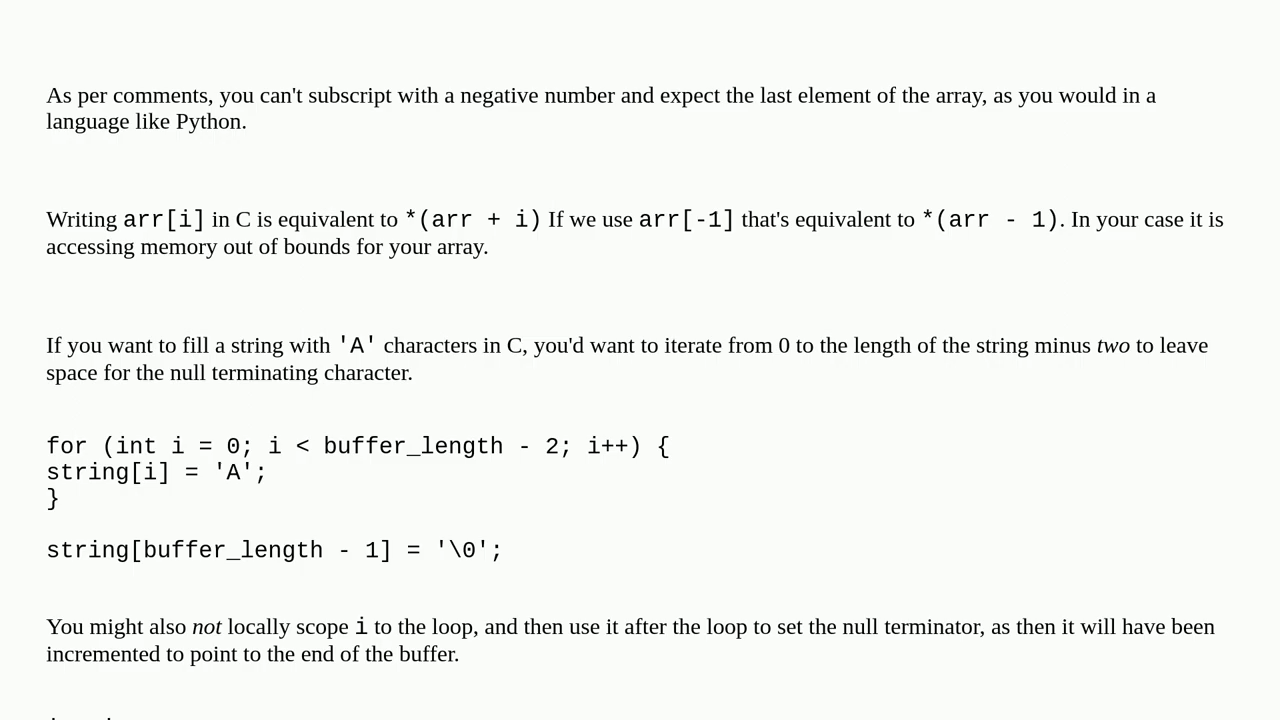 As per comments, you can't subscript with a negative number and expect the last element of the array, as you would in a
language like Python.
Writing arr[i] in C is equivalent to *(arr + i) If we use arr[-1] that's equivalent to *(arr - 1). In your case it is
accessing memory out of bounds for your array.
If you want to fill a string with 'A' characters in C, you'd want to iterate from 0 to the length of the string minus two to leave
space for the null terminating character.
for (int i = 0; i < buffer_length - 2; i++) {
string[i] = 'A';
}
string[buffer_length - 1] = '\0';
You might also not locally scope i to the loop, and then use it after the loop to set the null terminator, as then it will have been
incremented to point to the end of the buffer.